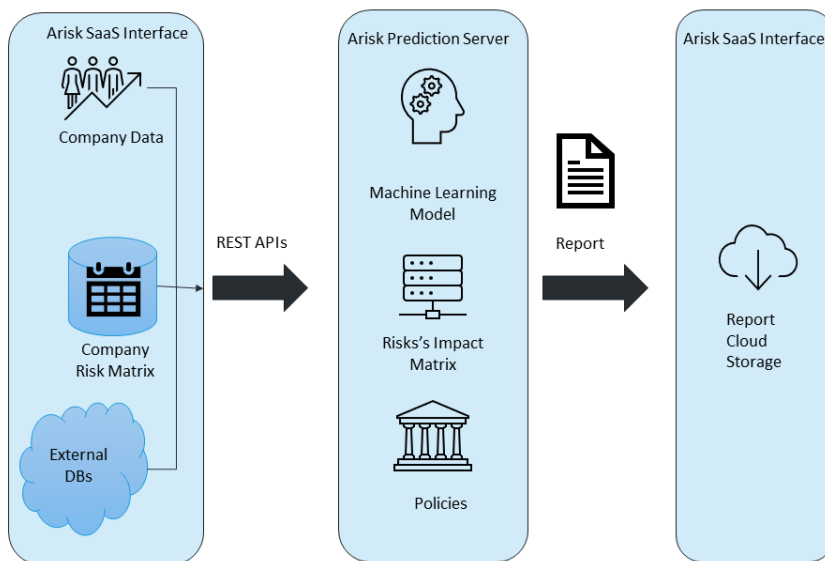 Arisk SaaS Interface
Company Data
Company
Risk Matrix
External
DBs
REST APIs
Arisk Prediction Server
Machine Learning
Model
Risks's Impact
Matrix
Policies
Report
Arisk SaaS Interface
Report
Cloud
Storage